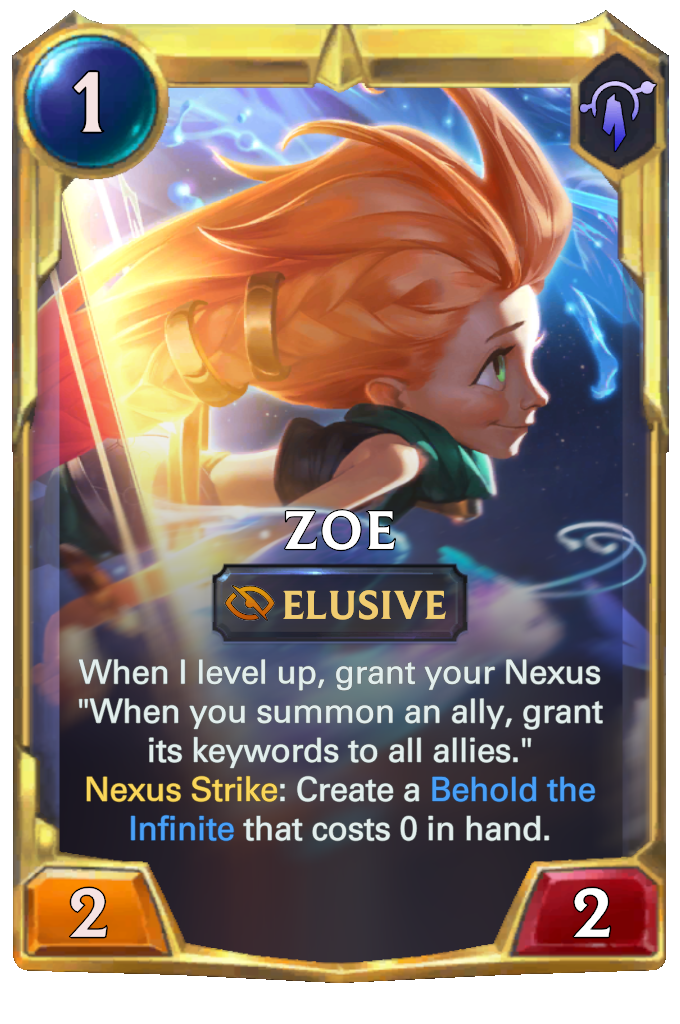 1
ZOE
ELUSIVE
When I level up, grant your Nexus
"When you summon an ally, grant
its keywords to all allies."
Nexus Strike: Create a Behold the
Infinite that costs 0 in hand.
2
2